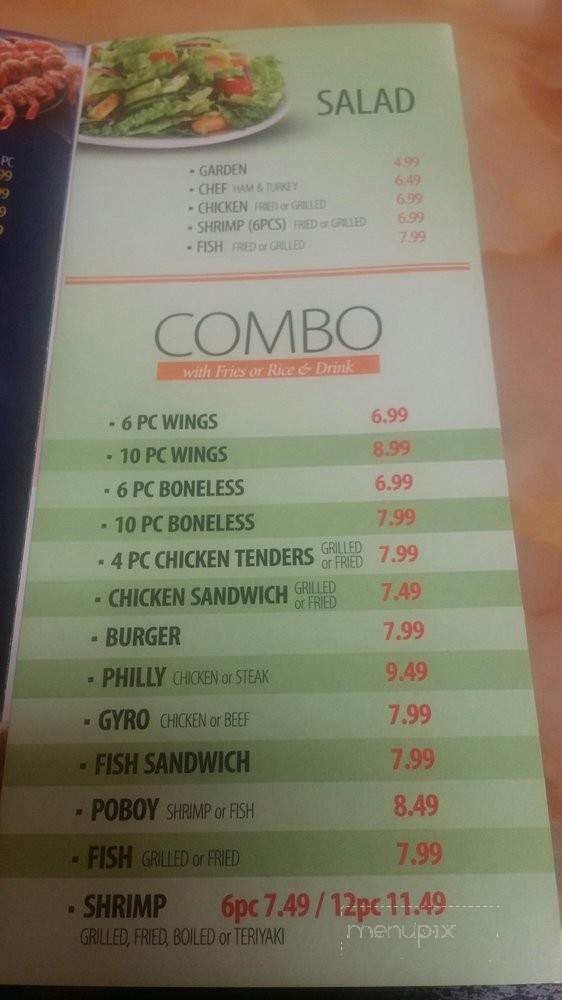 PC
99
99
9
9
SALAD
• GARDEN 4.99
• CHEF HAM & TURKEY 6.49
• CHICKEN FRIED or GRILLED 6.99
• SHRIMP (6PCS) FRIED or GRILLED 6.99
• FISH FRIED or GRILLED 7.99
COMBO
with Fries or Rice & Drink
• 6 PC WINGS 6.99
• 10 PC WINGS 8.99
• 6 PC BONELESS 6.99
• 10 PC BONELESS 7.99
• 4 PC CHICKEN TENDERS GRILLED or FRIED 7.99
• CHICKEN SANDWICH GRILLED or FRIED 7.49
• BURGER 7.99
• PHILLY CHICKEN or STEAK 9.49
• GYRO CHICKEN or BEEF 7.99
• FISH SANDWICH 7.99
• POBOY SHRIMP or FISH 8.49
• FISH GRILLED or FRIED 7.99
• SHRIMP 6pc 7.49 / 12pc 11.49
GRILLED, FRIED, BOILED or TERIYAKI
menupix